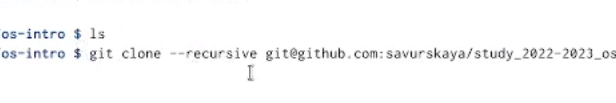 os-intro $ ls
os-intro $ git clone --recursive git@github.com:savurskaya/study_2022-2023_os